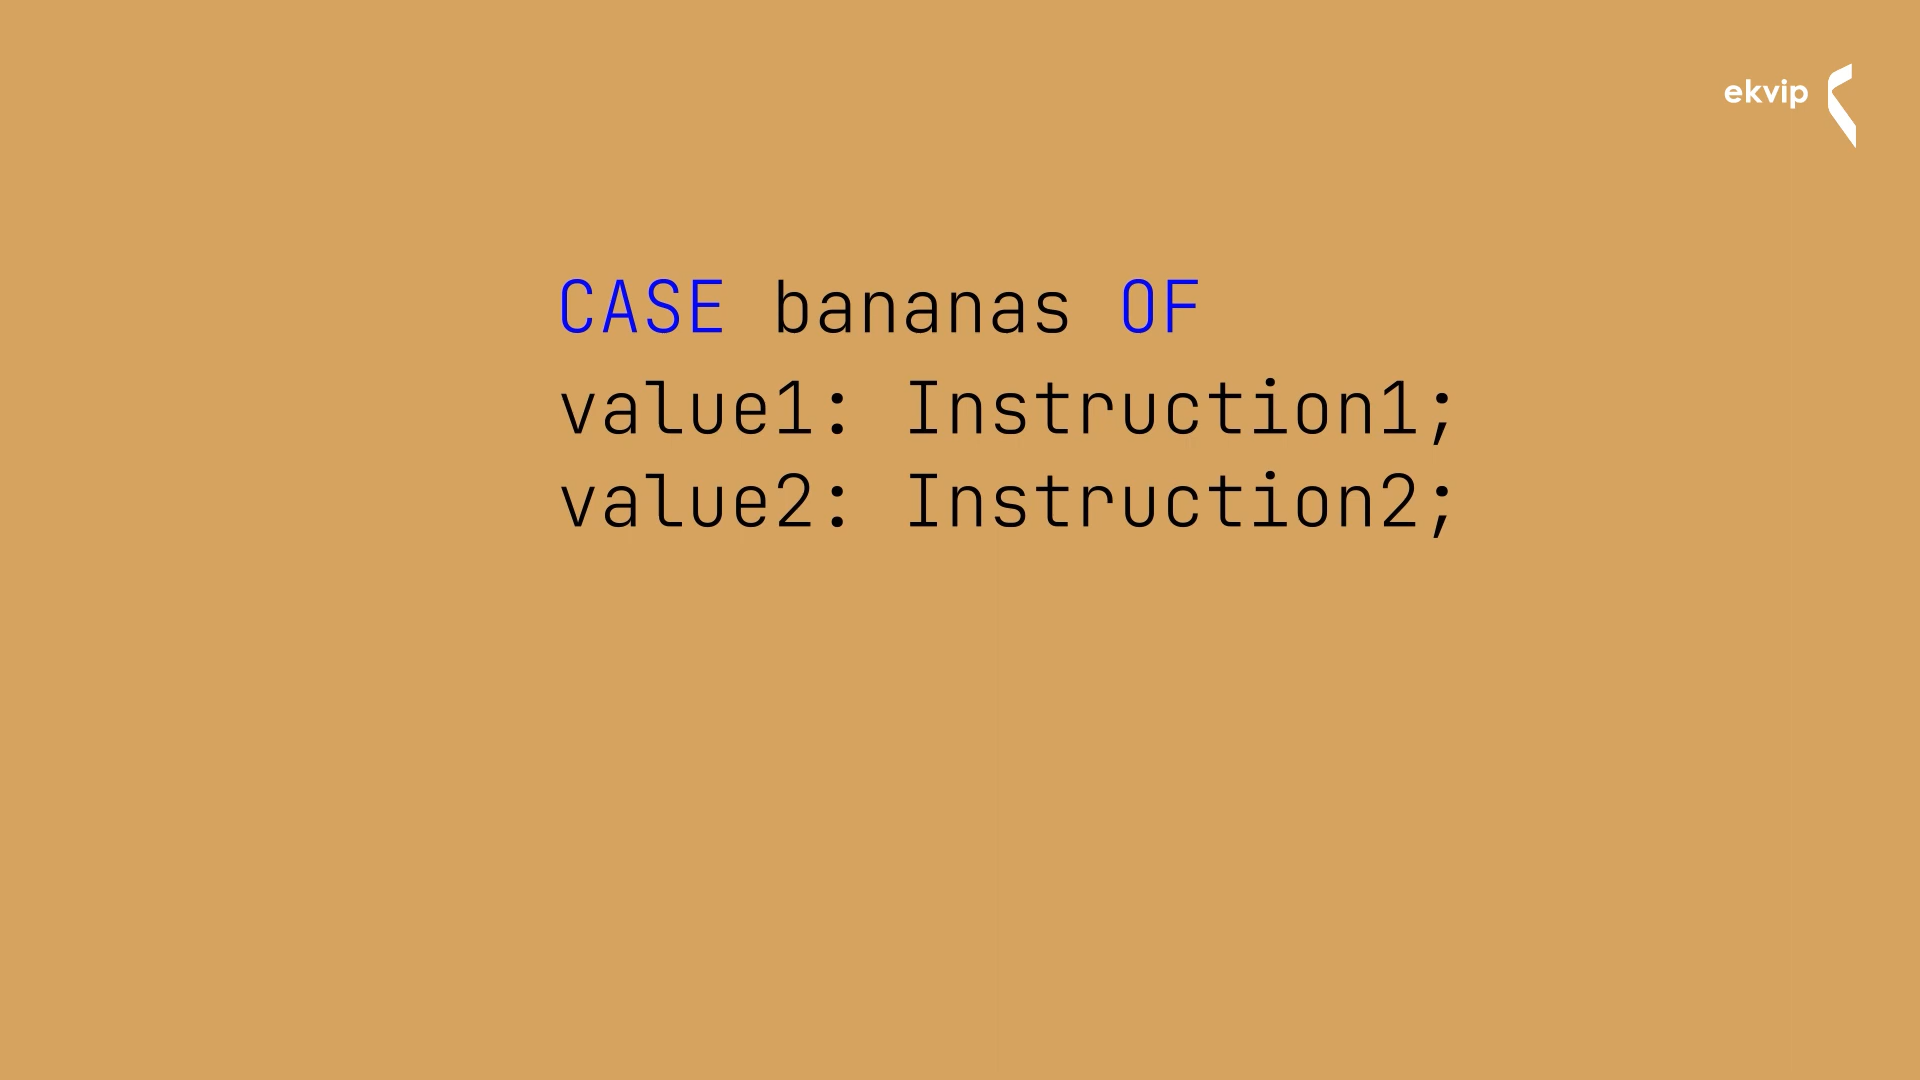 ekvip
CASE bananas OF
value1: Instruction1;
value2: Instruction2;